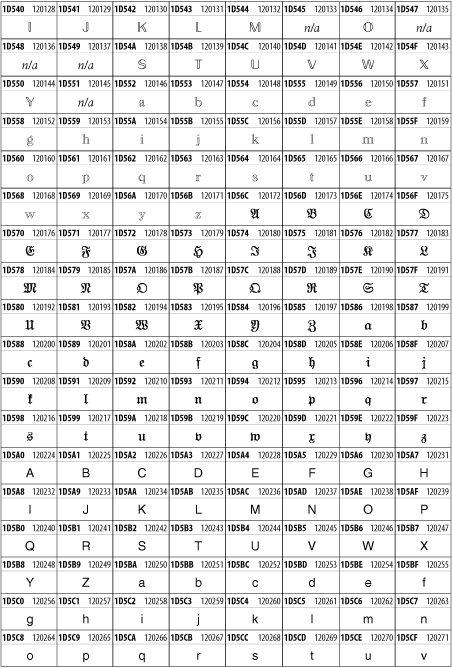 1D540 120128 1D541 120129 1D542 120130 1D543 120131 1D544 120132 1D545 120133 1D546 120134 1D547 120135
𝕀 𝕁 𝕂 𝕃 𝕄 n/a 𝕆 n/a
1D548 120136 1D549 120137 1D54A 120138 1D54B 120139 1D54C 120140 1D54D 120141 1D54E 120142 1D54F 120143
n/a n/a 𝕊 𝕋 𝕌 𝕍 𝕎 𝕏
1D550 120144 1D551 120145 1D552 120146 1D553 120147 1D554 120148 1D555 120149 1D556 120150 1D557 120151
𝕐 n/a 𝕒 𝕓 𝕔 𝕕 𝕖 𝕗
1D558 120152 1D559 120153 1D55A 120154 1D55B 120155 1D55C 120156 1D55D 120157 1D55E 120158 1D55F 120159
𝕘 𝕙 𝕚 𝕛 𝕜 𝕝 𝕞 𝕟
1D560 120160 1D561 120161 1D562 120162 1D563 120163 1D564 120164 1D565 120165 1D566 120166 1D567 120167
𝕠 𝕡 𝕢 𝕣 𝕤 𝕥 𝕦 𝕧
1D568 120168 1D569 120169 1D56A 120170 1D56B 120171 1D56C 120172 1D56D 120173 1D56E 120174 1D56F 120175
𝕨 𝕩 𝕪 𝕫 𝕬 𝕭 𝕮 𝕯
1D570 120176 1D571 120177 1D572 120178 1D573 120179 1D574 120180 1D575 120181 1D576 120182 1D577 120183
𝕰 𝕱 𝕲 𝕳 𝕴 𝕵 𝕶 𝕷
1D578 120184 1D579 120185 1D57A 120186 1D57B 120187 1D57C 120188 1D57D 120189 1D57E 120190 1D57F 120191
𝕸 𝕹 𝕺 𝕻 𝕼 𝕽 𝕾 𝕿
1D580 120192 1D581 120193 1D582 120194 1D583 120195 1D584 120196 1D585 120197 1D586 120198 1D587 120199
𝖀 𝖁 𝖂 𝖃 𝖄 𝖅 𝖆 𝖇
1D588 120200 1D589 120201 1D58A 120202 1D58B 120203 1D58C 120204 1D58D 120205 1D58E 120206 1D58F 120207
𝖈 𝖉 𝖊 𝖋 𝖌 𝖍 𝖎 𝖏
1D590 120208 1D591 120209 1D592 120210 1D593 120211 1D594 120212 1D595 120213 1D596 120214 1D597 120215
𝖐 𝖑 𝖒 𝖓 𝖔 𝖕 𝖖 𝖗
1D598 120216 1D599 120217 1D59A 120218 1D59B 120219 1D59C 120220 1D59D 120221 1D59E 120222 1D59F 120223
𝖘 𝖙 𝖚 𝖛 𝖜 𝖝 𝖞 𝖟
1D5A0 120224 1D5A1 120225 1D5A2 120226 1D5A3 120227 1D5A4 120228 1D5A5 120229 1D5A6 120230 1D5A7 120231
A B C D E F G H
1D5A8 120232 1D5A9 120233 1D5AA 120234 1D5AB 120235 1D5AC 120236 1D5AD 120237 1D5AE 120238 1D5AF 120239
I J K L M N O P
1D5B0 120240 1D5B1 120241 1D5B2 120242 1D5B3 120243 1D5B4 120244 1D5B5 120245 1D5B6 120246 1D5B7 120247
Q R S T U V W X
1D5B8 120248 1D5B9 120249 1D5BA 120250 1D5BB 120251 1D5BC 120252 1D5BD 120253 1D5BE 120254 1D5BF 120255
Y Z a b c d e f
1D5C0 120256 1D5C1 120257 1D5C2 120258 1D5C3 120259 1D5C4 120260 1D5C5 120261 1D5C6 120262 1D5C7 120263
g h i j k l m n
1D5C8 120264 1D5C9 120265 1D5CA 120266 1D5CB 120267 1D5CC 120268 1D5CD 120269 1D5CE 120270 1D5CF 120271
o p q r s t u v